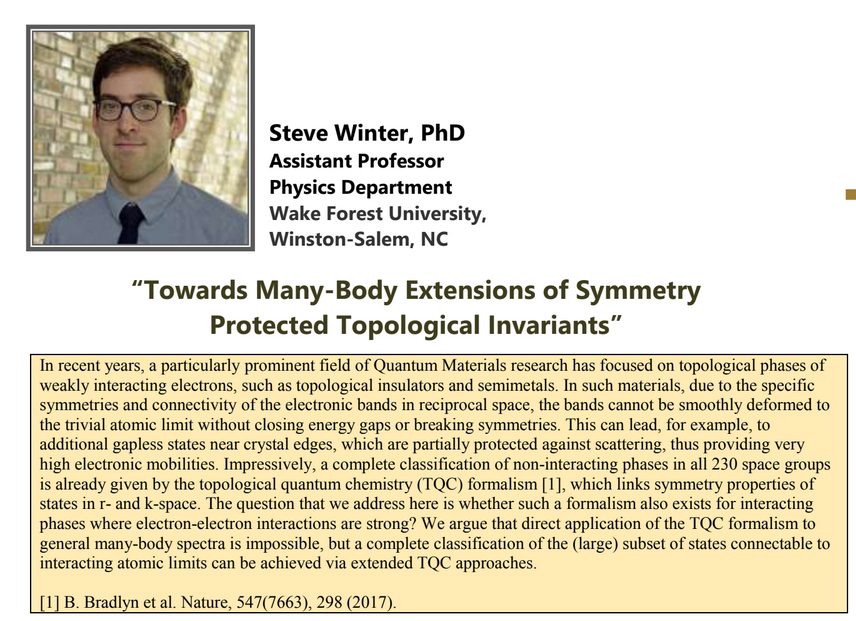 Steve Winter, PhD
Assistant Professor
Physics Department
Wake Forest University,
Winston-Salem, NC
“Towards Many-Body Extensions of Symmetry
Protected Topological Invariants”
In recent years, a particularly prominent field of Quantum Materials research has focused on topological phases of
weakly interacting electrons, such as topological insulators and semimetals. In such materials, due to the specific
symmetries and connectivity of the electronic bands in reciprocal space, the bands cannot be smoothly deformed to
the trivial atomic limit without closing energy gaps or breaking symmetries. This can lead, for example, to
additional gapless states near crystal edges, which are partially protected against scattering, thus providing very
high electronic mobilities. Impressively, a complete classification of non-interacting phases in all 230 space groups
is already given by the topological quantum chemistry (TQC) formalism [1], which links symmetry properties of
states in r- and k-space. The question that we address here is whether such a formalism also exists for interacting
phases where electron-electron interactions are strong? We argue that direct application of the TQC formalism to
general many-body spectra is impossible, but a complete classification of the (large) subset of states connectable to
interacting atomic limits can be achieved via extended TQC approaches.
[1] B. Bradlyn et al. Nature, 547(7663), 298 (2017).